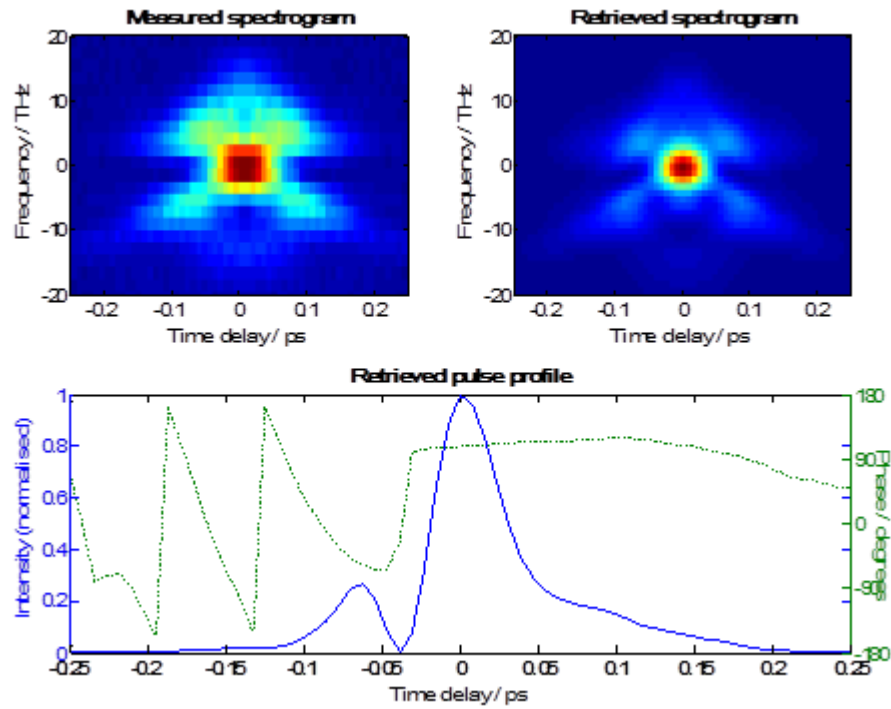 Measured spectrogram
Retrieved spectrogram
20
10
0
-10
-20
Frequency / THz
-0.2 -0.1 0 0.1 0.2
Time delay / ps
20
10
0
-10
-20
Frequency / THz
-0.2 -0.1 0 0.1 0.2
Time delay / ps
Retrieved pulse profile
1
0.8
0.6
0.4
0.2
0
Intensity (normalised)
180
90
0
-90
-180
Phase / degrees
-0.25 -0.2 -0.15 -0.1 -0.05 0 0.05 0.1 0.15 0.2 0.25
Time delay / ps